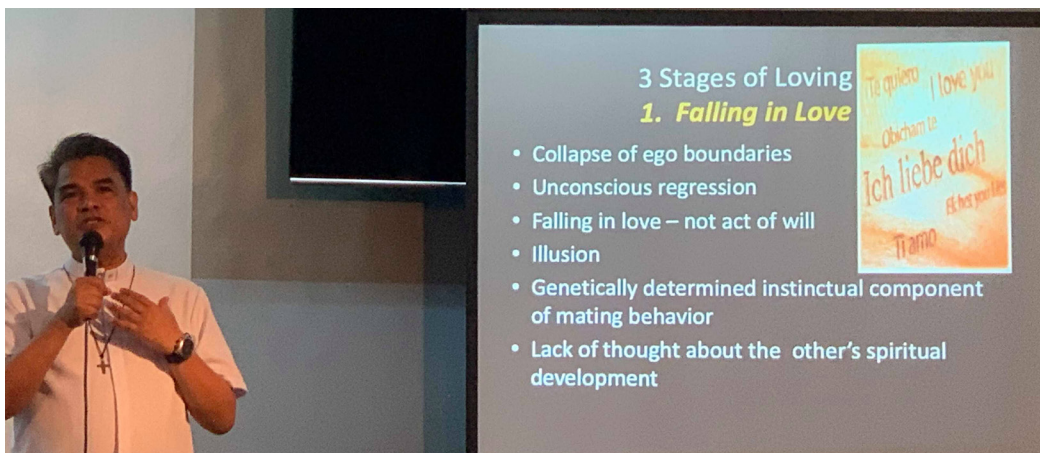 3 Stages of Loving
1. Falling in Love
• Collapse of ego boundaries
• Unconscious regression
• Falling in love – not act of will
• Illusion
• Genetically determined instinctual component
of mating behavior
• Lack of thought about the other's spiritual
development
Te quiero
I love you
Obicham te
Ich liebe dich
Ti amo